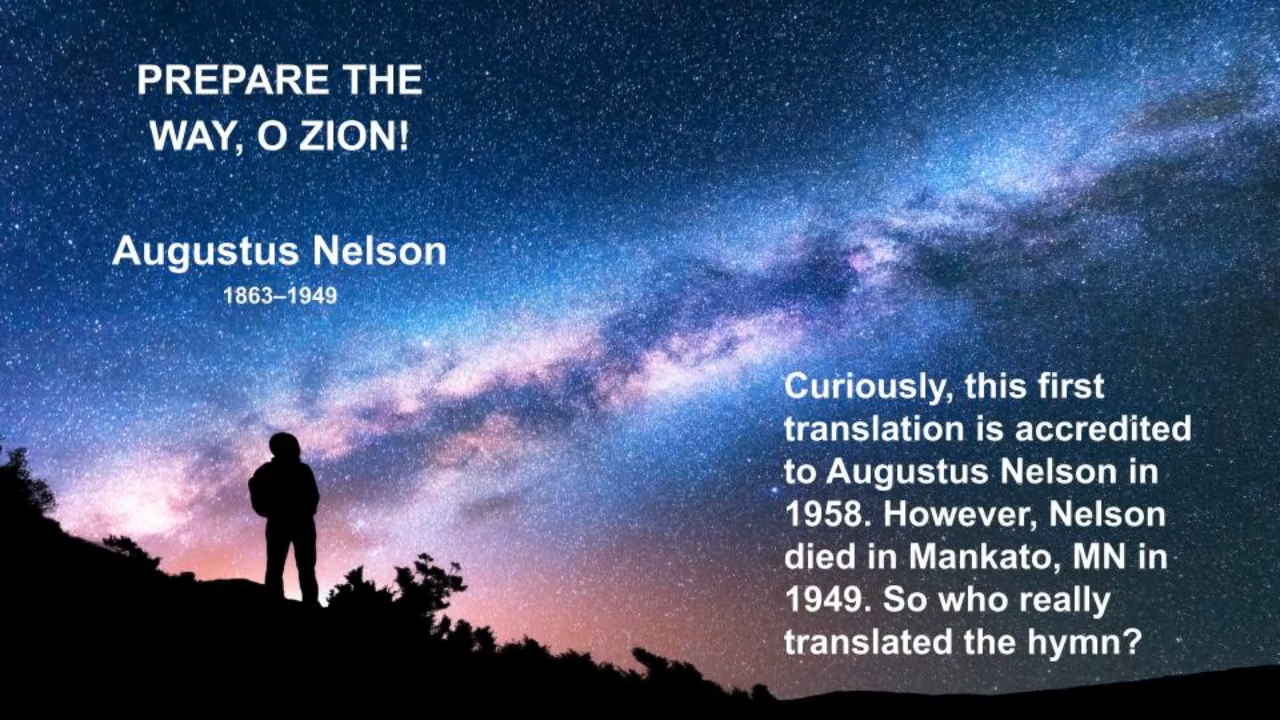 PREPARE THE
WAY, O ZION!
Augustus Nelson
1863–1949
Curiously, this first
translation is accredited
to Augustus Nelson in
1958. However, Nelson
died in Mankato, MN in
1949. So who really
translated the hymn?